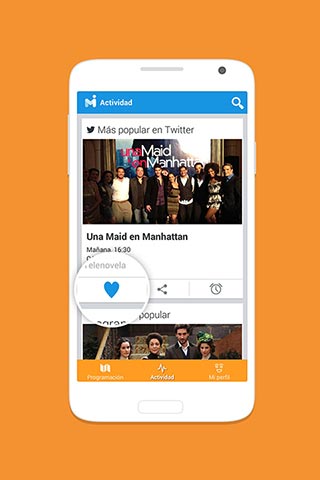 Actividad
Más popular en Twitter
una Maid
en Manhattan
Una Maid en Manhattan
Mañana, 16:30
Telenovela
popular
Programación
Actividad
Mi perfil